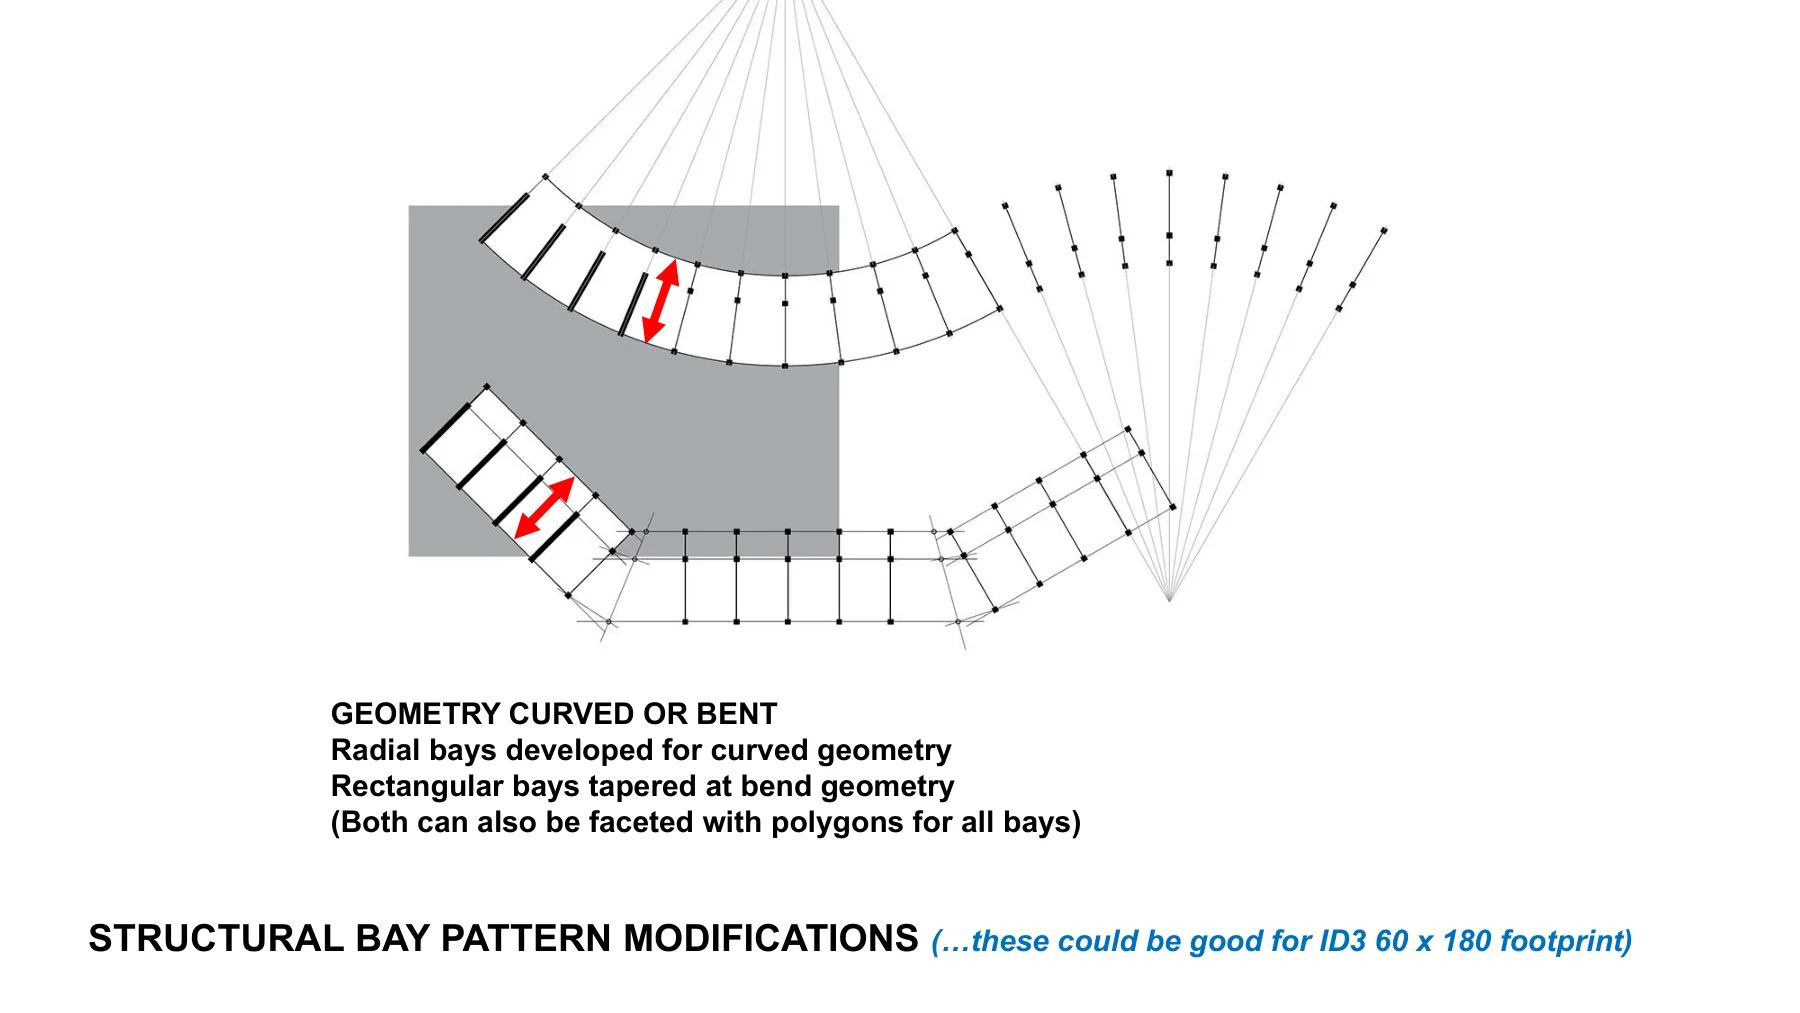 GEOMETRY CURVED OR BENT
Radial bays developed for curved geometry
Rectangular bays tapered at bend geometry
(Both can also be faceted with polygons for all bays)
STRUCTURAL BAY PATTERN MODIFICATIONS (…these could be good for ID3 60 x 180 footprint)